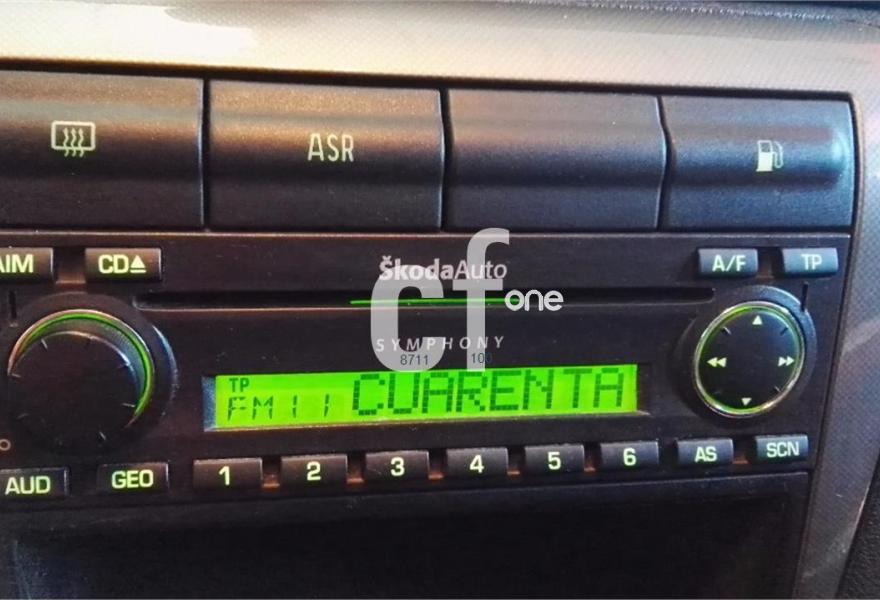 ASR
AIM CD A/F TP
ŠkodaAuto
cf one
SYMPHONY
8711 100
TP
FM11 CUARENTA
AUD GEO 1 2 3 4 5 6 AS SCN